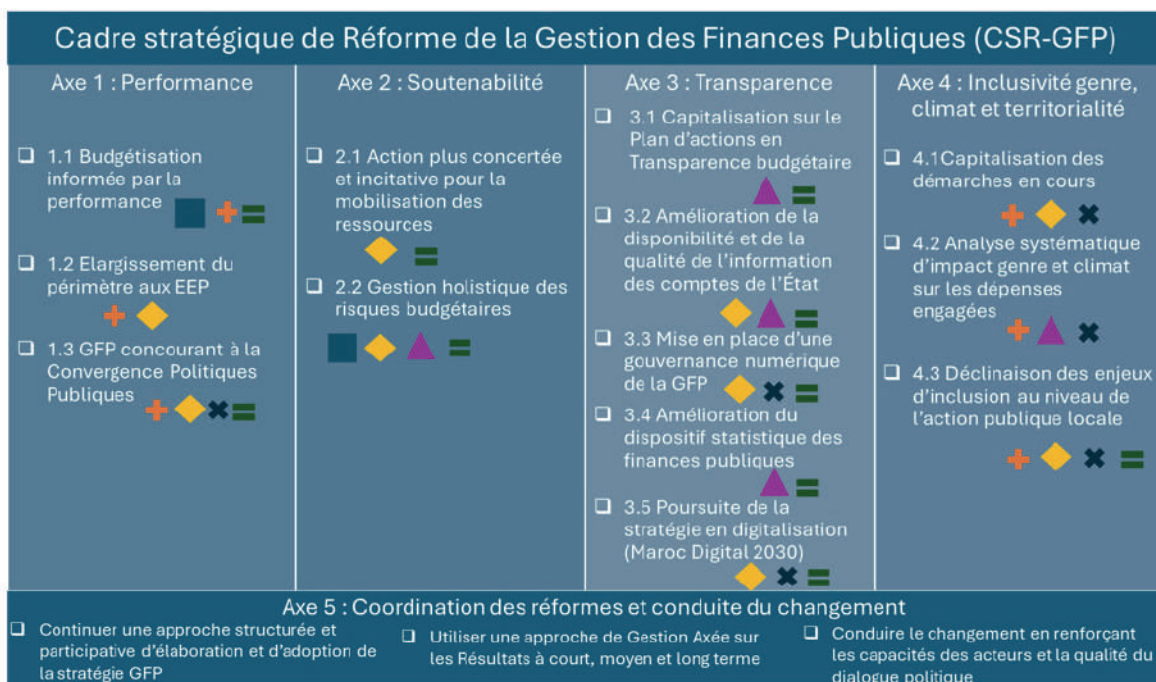 Cadre stratégique de Réforme de la Gestion des Finances Publiques (CSR-GFP)
Axe 1 : Performance
❑ 1.1 Budgétisation
informée par la
performance
❑ 1.2 Elargissement du
périmètre aux EEP
❑ 1.3 GFP concourant à la
Convergence Politiques
Publiques
Axe 2 : Soutenabilité
❑ 2.1 Action plus concertée
et incitative pour la
mobilisation des
ressources
❑ 2.2 Gestion holistique des
risques budgétaires
Axe 3 : Transparence
❑ 3.1 Capitalisation sur le
Plan d'actions en
Transparence budgétaire
❑ 3.2 Amélioration de la
disponibilité et de la
qualité de l'information
des comptes de l'État
❑ 3.3 Mise en place d'une
gouvernance numérique
de la GFP
❑ 3.4 Amélioration du
dispositif statistique des
finances publiques
❑ 3.5 Poursuite de la
stratégie en digitalisation
(Maroc Digital 2030)
Axe 4 : Inclusivité genre,
climat et territorialité
❑ 4.1Capitalisation des
démarches en cours
❑ 4.2 Analyse systématique
d'impact genre et climat
sur les dépenses
engagées
❑ 4.3 Déclinaison des enjeux
d'inclusion au niveau de
l'action publique locale
Axe 5 : Coordination des réformes et conduite du changement
❑ Continuer une approche structurée et
participative d'élaboration et d'adoption de
la stratégie GFP
❑ Utiliser une approche de Gestion Axée sur
les Résultats à court, moyen et long terme
❑ Conduire le changement en renforçant
les capacités des acteurs et la qualité du
dialogue politique